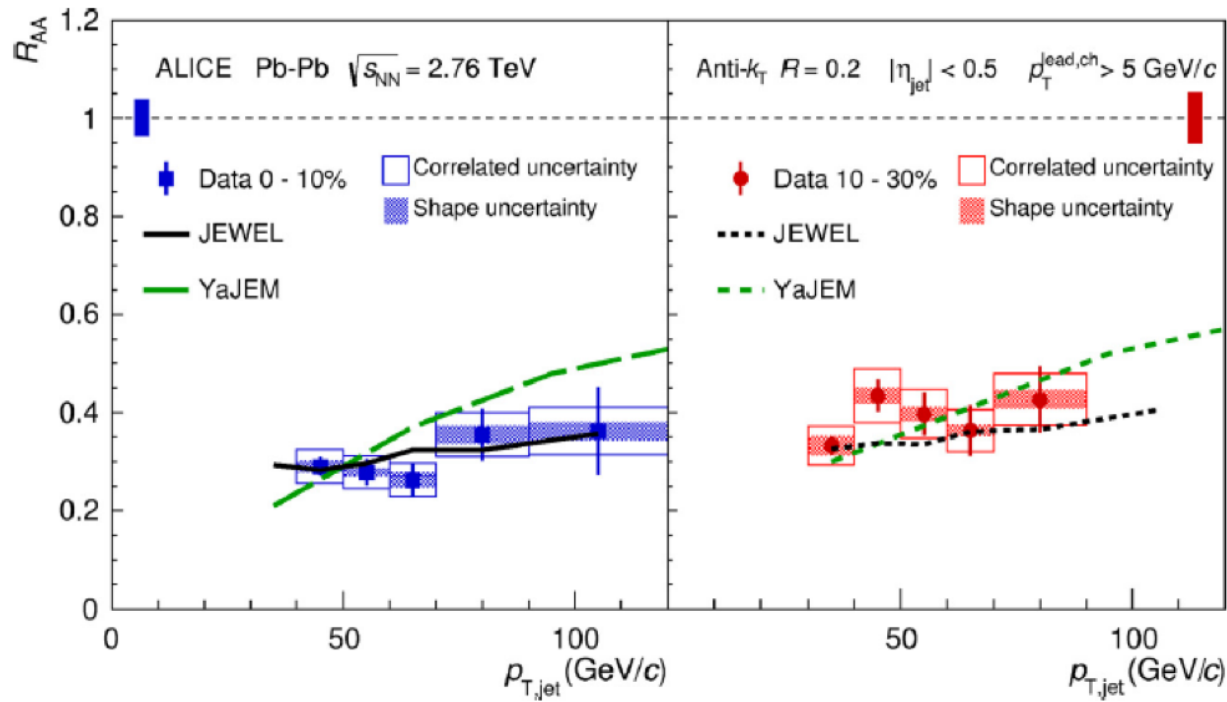 R_AA
1.2
1
0.8
0.6
0.4
0.2
0
ALICE Pb-Pb √s_NN = 2.76 TeV
Data 0 - 10%
Correlated uncertainty
Shape uncertainty
JEWEL
YaJEM
0 50 100
p_T,jet (GeV/c)
Anti-k_T R = 0.2 |η_jet| < 0.5 p_T^lead,ch > 5 GeV/c
Data 10 - 30%
Correlated uncertainty
Shape uncertainty
JEWEL
YaJEM
50 100
p_T,jet (GeV/c)